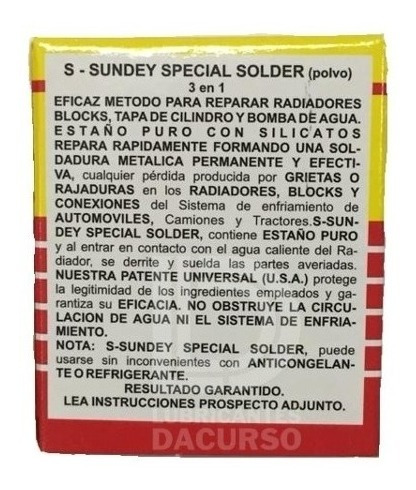 S - SUNDEY SPECIAL SOLDER (polvo)
3 en 1
EFICAZ METODO PARA REPARAR RADIADORES
BLOCKS, TAPA DE CILINDRO Y BOMBA DE AGUA.
ESTAÑO PURO CON SILICATOS
REPARA RAPIDAMENTE FORMANDO UNA SOL-
DADURA METALICA PERMANENTE Y EFECTI-
VA, cualquier pérdida producida por GRIETAS O
RAJADURAS en los RADIADORES, BLOCKS Y
CONEXIONES del Sistema de enfriamiento de
AUTOMOVILES, Camiones y Tractores.S-SUN-
DEY SPECIAL SOLDER, contiene ESTAÑO PURO
y al entrar en contacto con el agua caliente del Ra-
diador, se derrite y suelda las partes averiadas.
NUESTRA PATENTE UNIVERSAL (U.S.A.) protege
la legitimidad de los ingredientes empleados y ga-
rantiza su EFICACIA. NO OBSTRUYE LA CIRCU-
LACION DE AGUA NI EL SISTEMA DE ENFRIA-
MIENTO.
NOTA: S-SUNDEY SPECIAL SOLDER, puede
usarse sin inconvenientes con ANTICONGELAN-
TE O REFRIGERANTE.
RESULTADO GARANTIDO.
LEA INSTRUCCIONES PROSPECTO ADJUNTO.
LUBRICANTES
DACURSO